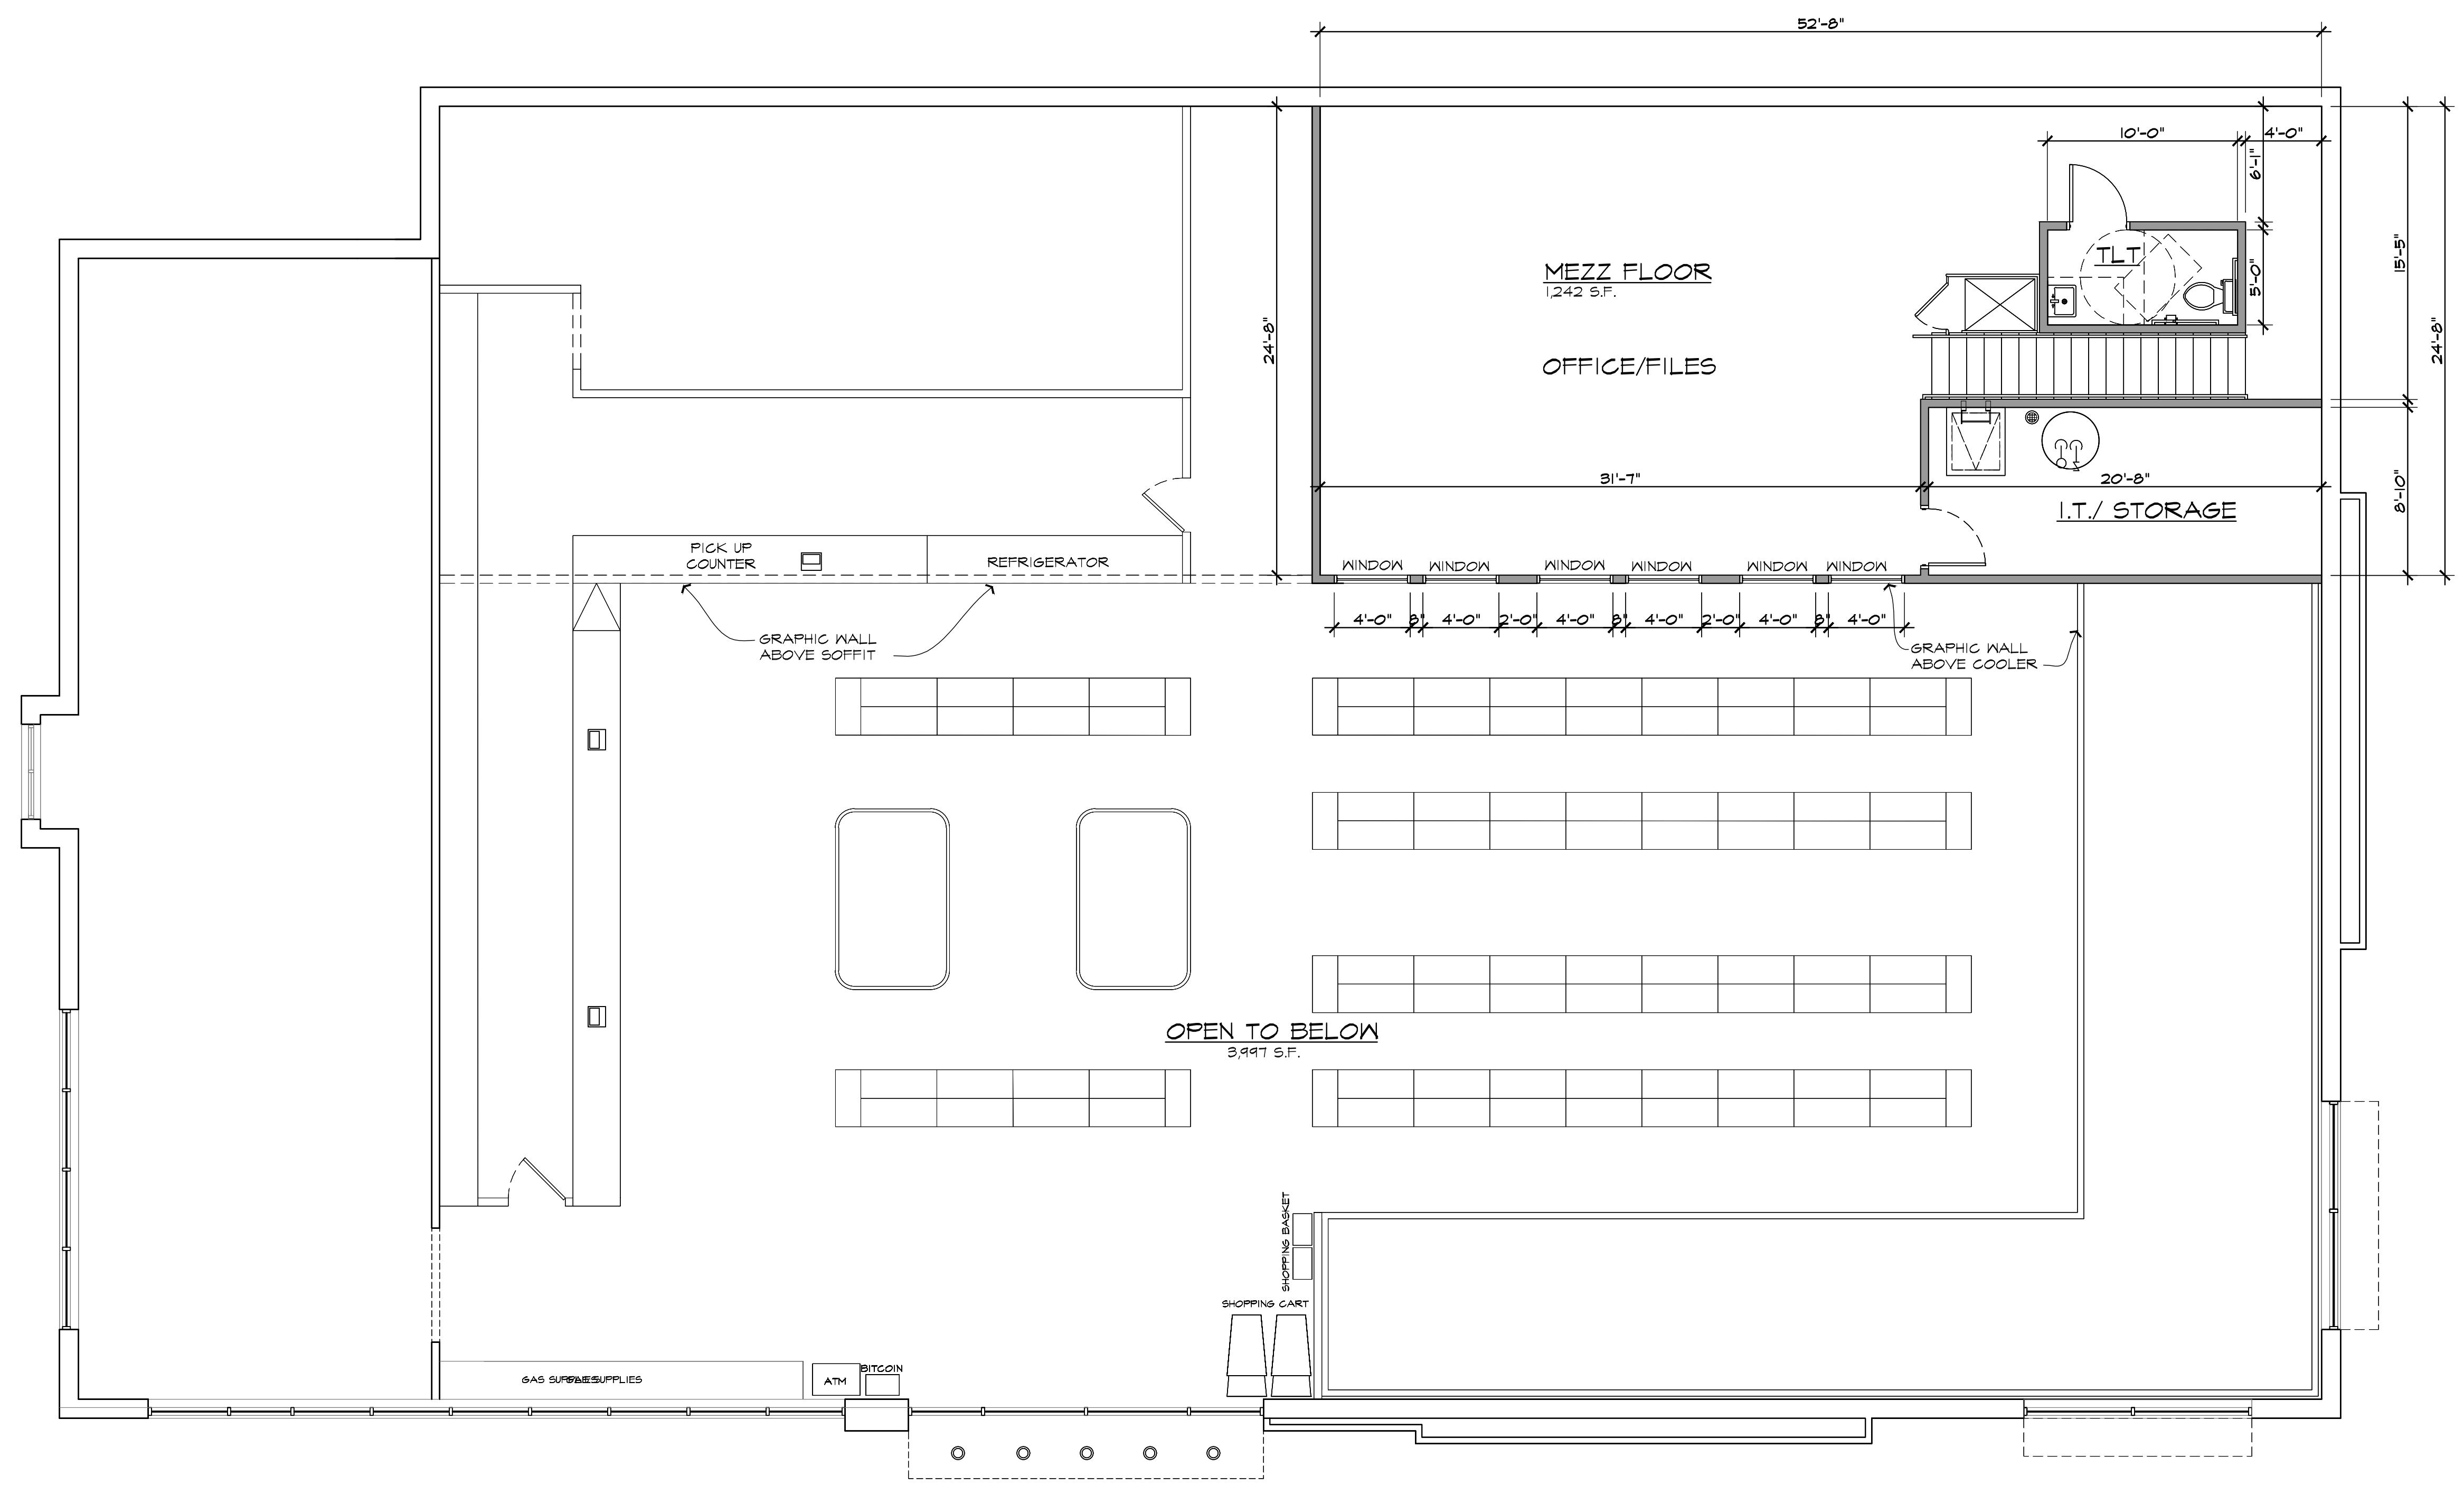 52'-8"
10'-0"
4'-0"
6'-1"
TLT
5'-0"
15'-5"
24'-8"
24'-8"
MEZZ FLOOR
1,242 S.F.
OFFICE/FILES
31'-7"
20'-8"
8'-10"
I.T./ STORAGE
PICK UP
COUNTER
REFRIGERATOR
WINDOW WINDOW WINDOW WINDOW WINDOW WINDOW
4'-0" 8" 4'-0" 2'-0" 4'-0" 8" 4'-0" 2'-0" 4'-0" 8" 4'-0"
GRAPHIC WALL
ABOVE SOFFIT
GRAPHIC WALL
ABOVE COOLER
OPEN TO BELOW
3,997 S.F.
SHOPPING BASKET
SHOPPING CART
BITCOIN
ATM
GAS SUPPLIES